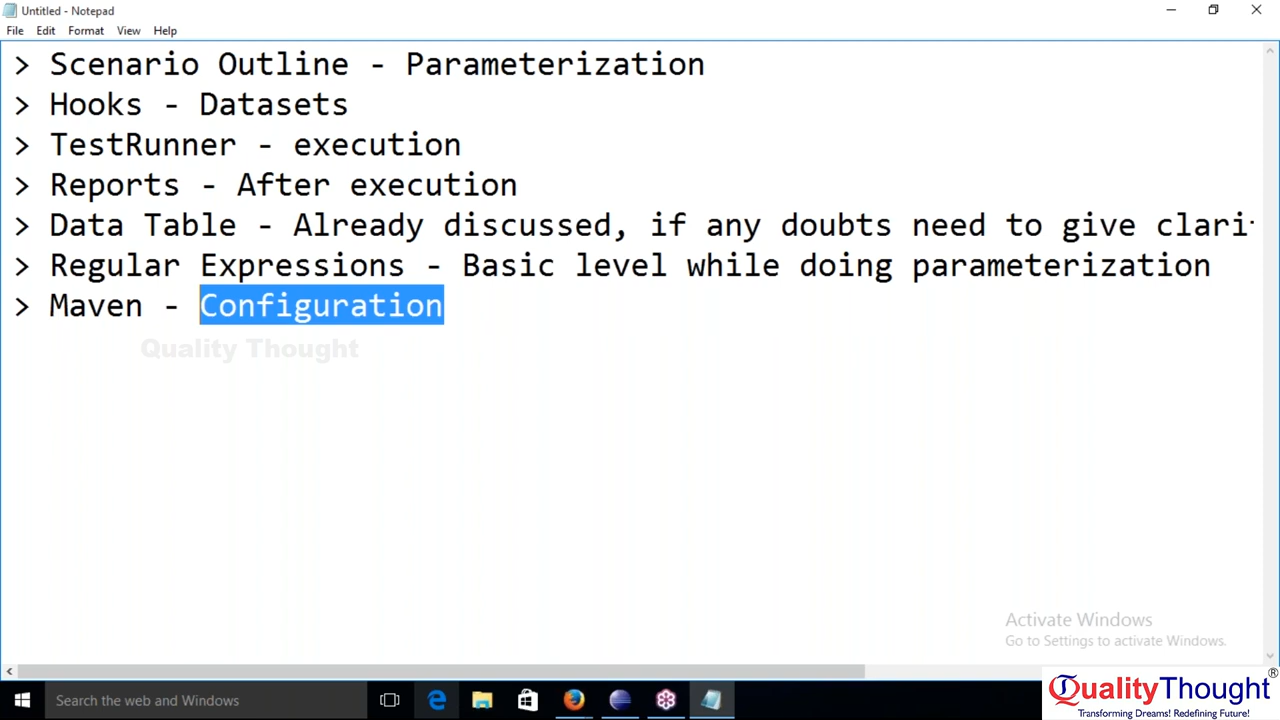 Untitled - Notepad
File Edit Format View Help
> Scenario Outline - Parameterization
> Hooks - Datasets
> TestRunner - execution
> Reports - After execution
> Data Table - Already discussed, if any doubts need to give clari
> Regular Expressions - Basic level while doing parameterization
> Maven - Configuration
Quality Thought
Activate Windows
Go to Settings to activate Windows.
Search the web and Windows
QualityThought®
Transforming Dreams! Redefining Future!